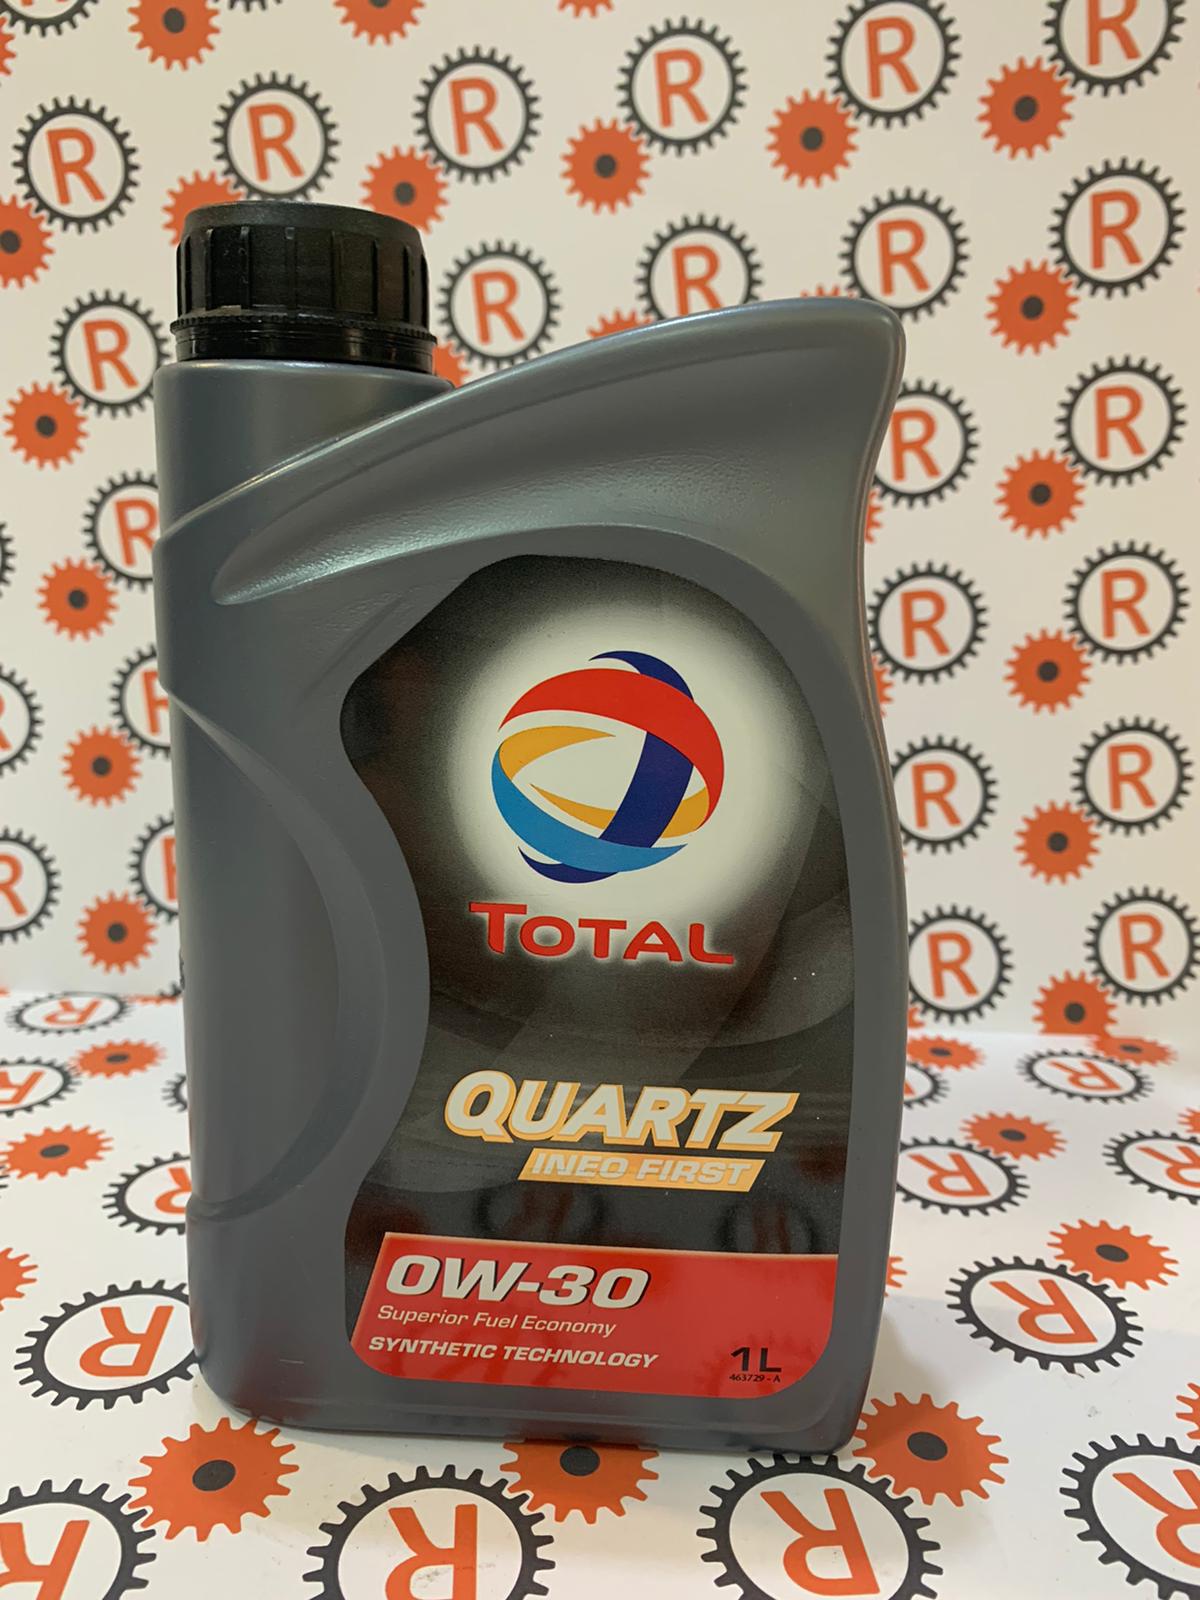 TOTAL
QUARTZ
INEO FIRST
0W-30
Superior Fuel Economy
SYNTHETIC TECHNOLOGY
1L
463729 - A